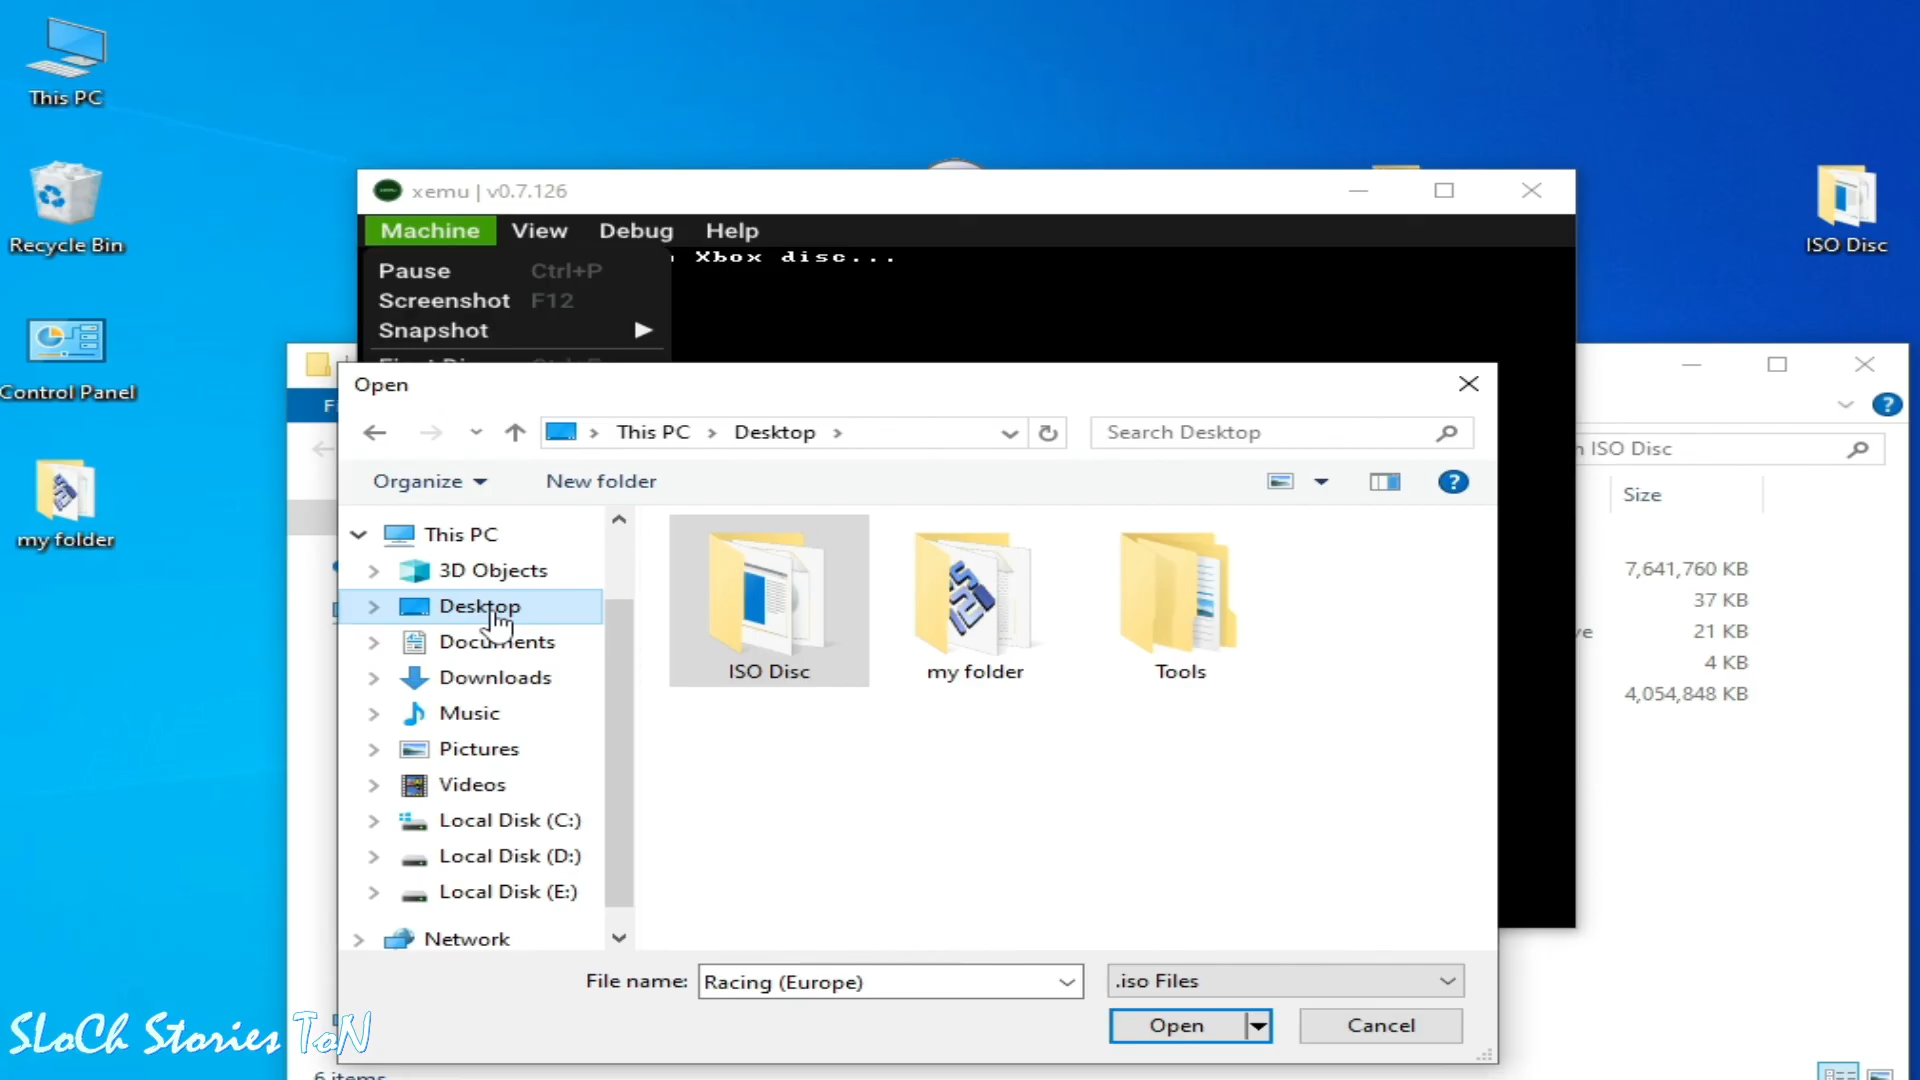 This PC
Recycle Bin
Control Panel
my folder
ISO Disc
xemu | v0.7.126
Machine View Debug Help
Xbox disc...
Pause Ctrl+P
Screenshot F12
Snapshot
Open
This PC > Desktop >
Search Desktop
Organize
New folder
This PC
3D Objects
Desktop
Documents
Downloads
Music
Pictures
Videos
Local Disk (C:)
Local Disk (D:)
Local Disk (E:)
Network
ISO Disc
my folder
Tools
File name: Racing (Europe)
.iso Files
Open
Cancel
ISO Disc
Size
7,641,760 KB
37 KB
21 KB
4 KB
4,054,848 KB
SLoCh Stories ToN
6 items